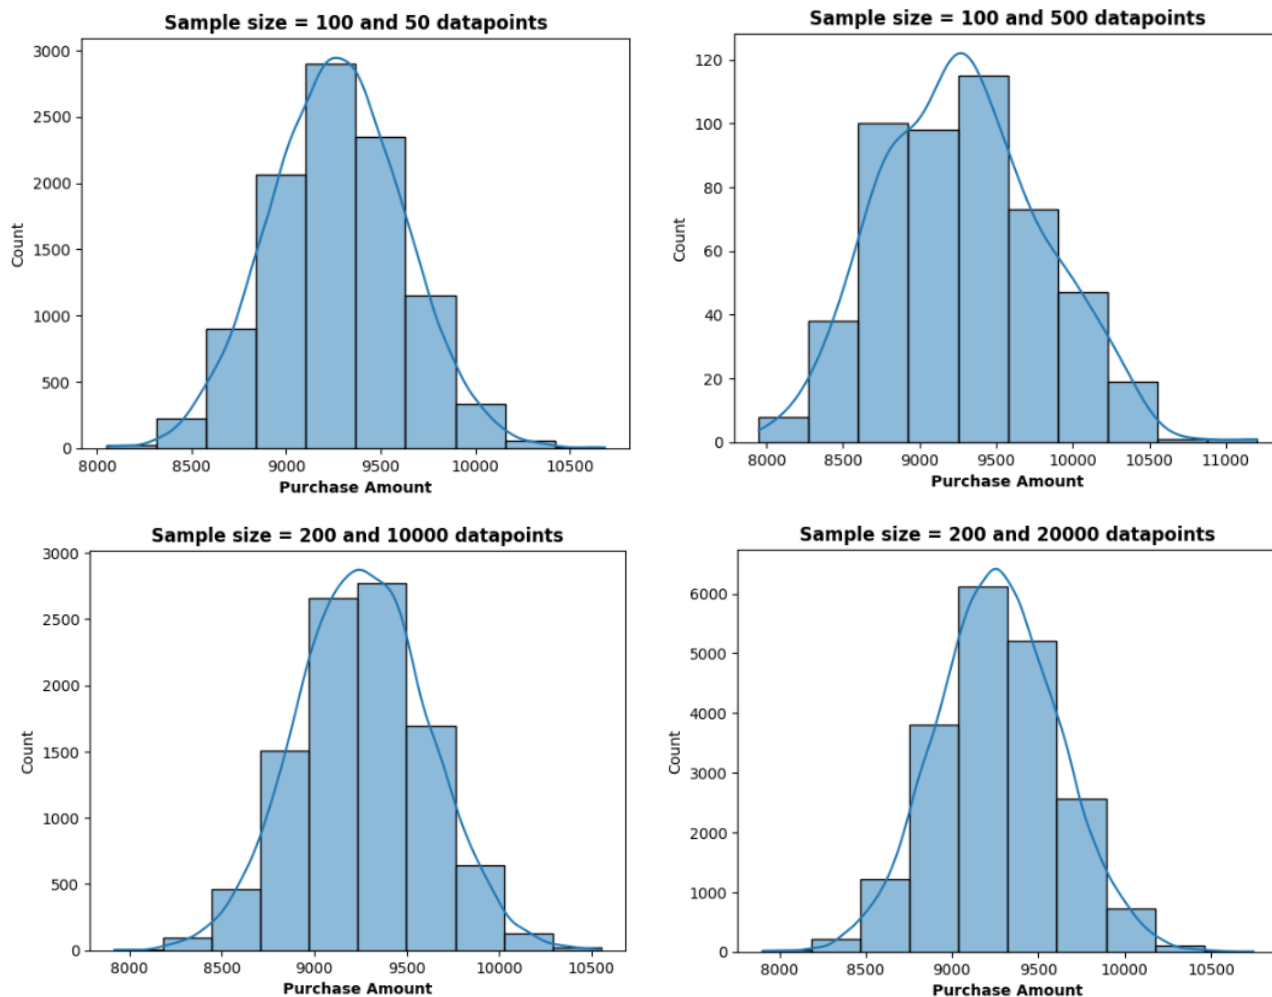 Sample size = 100 and 50 datapoints
3000
2500
2000
1500
1000
500
0
Count
8000 8500 9000 9500 10000 10500
Purchase Amount
Sample size = 100 and 500 datapoints
120
100
80
60
40
20
0
Count
8000 8500 9000 9500 10000 10500 11000
Purchase Amount
Sample size = 200 and 10000 datapoints
3000
2500
2000
1500
1000
500
0
Count
8000 8500 9000 9500 10000 10500
Purchase Amount
Sample size = 200 and 20000 datapoints
6000
5000
4000
3000
2000
1000
0
Count
8000 8500 9000 9500 10000 10500
Purchase Amount